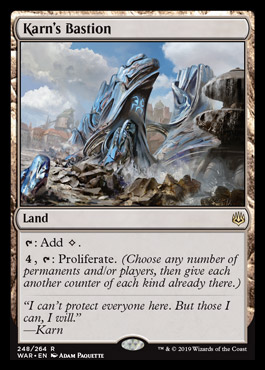 Karn's Bastion
Land
: Add .
4, : Proliferate. (Choose any number of
permanents and/or players, then give each
another counter of each kind already there.)
"I can't protect everyone here. But those I
can, I will."
—Karn
248/264 R
WAR • EN Adam Paquette
™ & © 2019 Wizards of the Coast